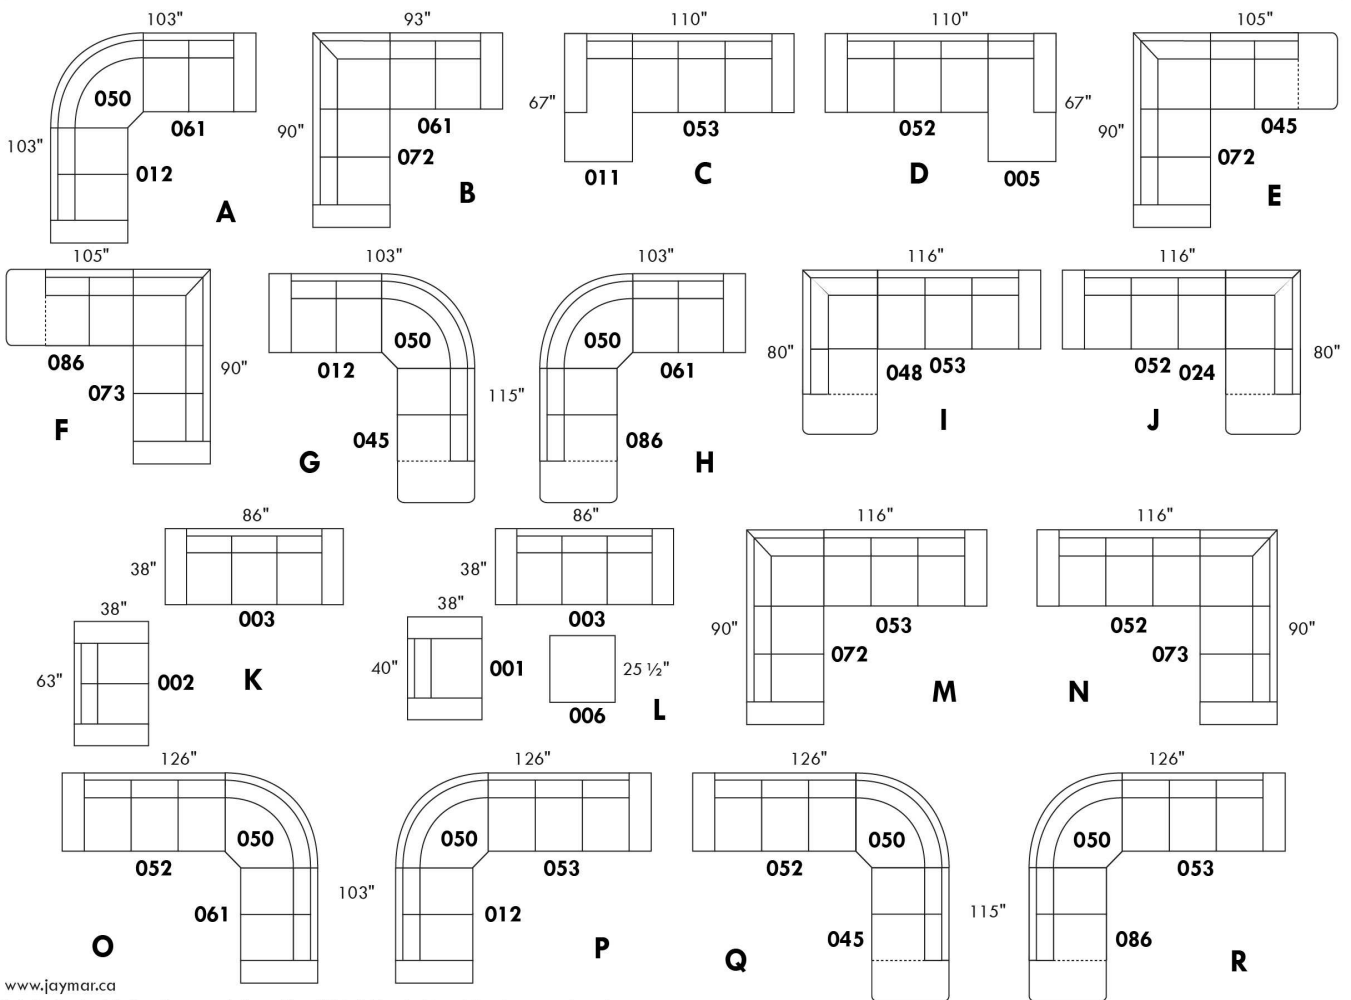 103" 93" 110" 110" 105"
050 061 103" 012 A
90" 061 072 B
67" 053 011 C
052 67" 005 D
90" 045 072 E
105" 103" 103" 116" 116"
086 90" 073 F
050 012 115" 045 G
050 061 086 H
80" 048 053 I
052 024 80" J
86" 86" 116" 116"
38" 003 38" 63" 002 K
38" 003 38" 40" 001 25 ½" 006 L
053 90" 072 M
052 90" 073 N
126" 126" 126" 126"
050 052 061 103" O
050 053 012 P
050 052 115" 045 Q
050 053 086 R
www.jaymar.ca